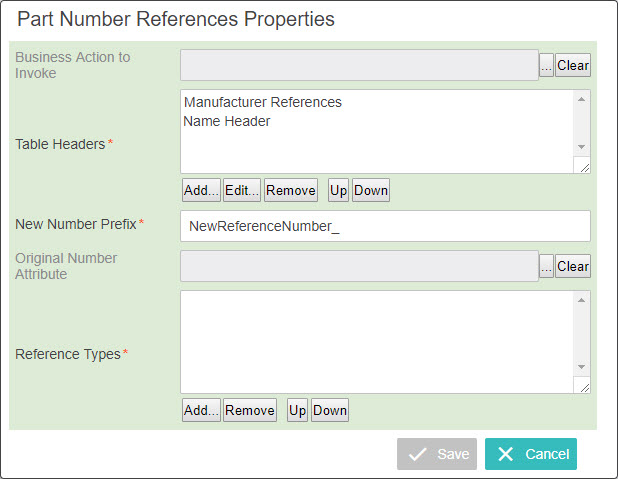 Part Number References Properties
Business Action to
Invoke
... Clear
Manufacturer References
Name Header
Table Headers *
Add... Edit... Remove Up Down
New Number Prefix * NewReferenceNumber_
Original Number
Attribute
... Clear
Reference Types *
Add... Remove Up Down
Save Cancel